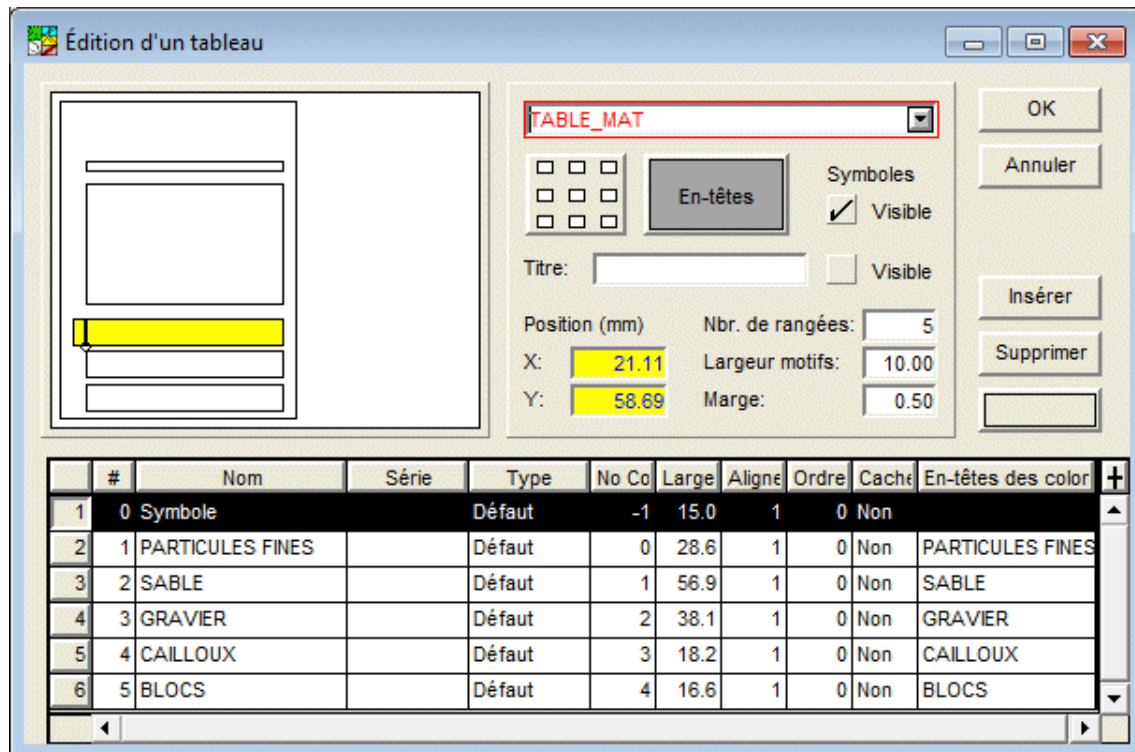 Édition d'un tableau
TABLE_MAT
OK
Annuler
En-têtes
Symboles
Visible
Titre:
Visible
Insérer
Position (mm)
Nbr. de rangées: 5
Supprimer
X: 21.11
Largeur motifs: 10.00
Y: 58.69
Marge: 0.50
# Nom Série Type No Co Large Aligne Ordre Cache En-têtes des color +
1 0 Symbole Défaut -1 15.0 1 0 Non
2 1 PARTICULES FINES Défaut 0 28.6 1 0 Non PARTICULES FINES
3 2 SABLE Défaut 1 56.9 1 0 Non SABLE
4 3 GRAVIER Défaut 2 38.1 1 0 Non GRAVIER
5 4 CAILLOUX Défaut 3 18.2 1 0 Non CAILLOUX
6 5 BLOCS Défaut 4 16.6 1 0 Non BLOCS